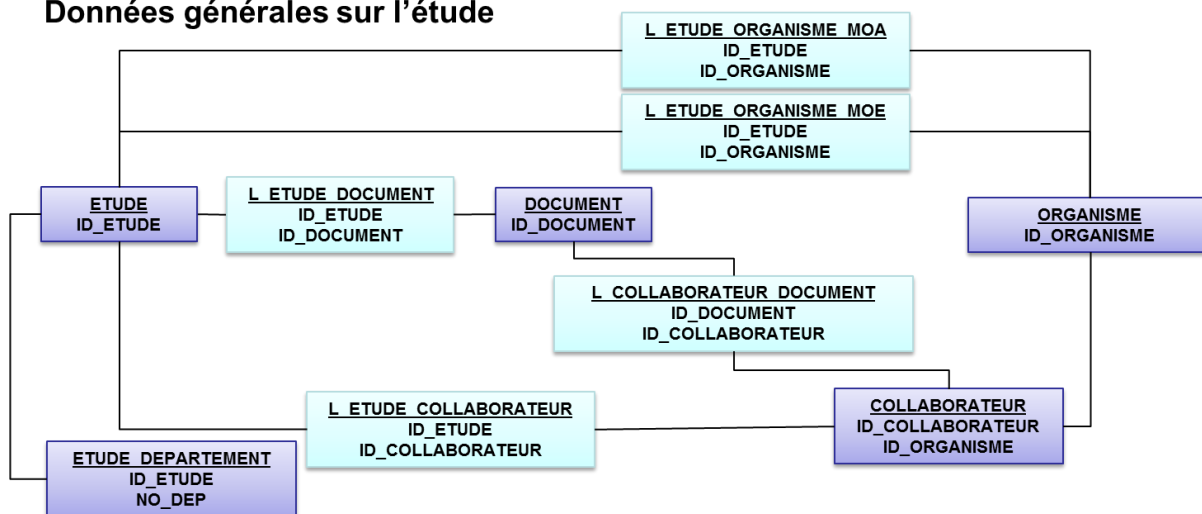 Données générales sur l'étude
L_ETUDE_ORGANISME_MOA
ID_ETUDE
ID_ORGANISME
L_ETUDE_ORGANISME_MOE
ID_ETUDE
ID_ORGANISME
ETUDE
ID_ETUDE
L_ETUDE_DOCUMENT
ID_ETUDE
ID_DOCUMENT
DOCUMENT
ID_DOCUMENT
ORGANISME
ID_ORGANISME
L_COLLABORATEUR_DOCUMENT
ID_DOCUMENT
ID_COLLABORATEUR
L_ETUDE_COLLABORATEUR
ID_ETUDE
ID_COLLABORATEUR
COLLABORATEUR
ID_COLLABORATEUR
ID_ORGANISME
ETUDE_DEPARTEMENT
ID_ETUDE
NO_DEP